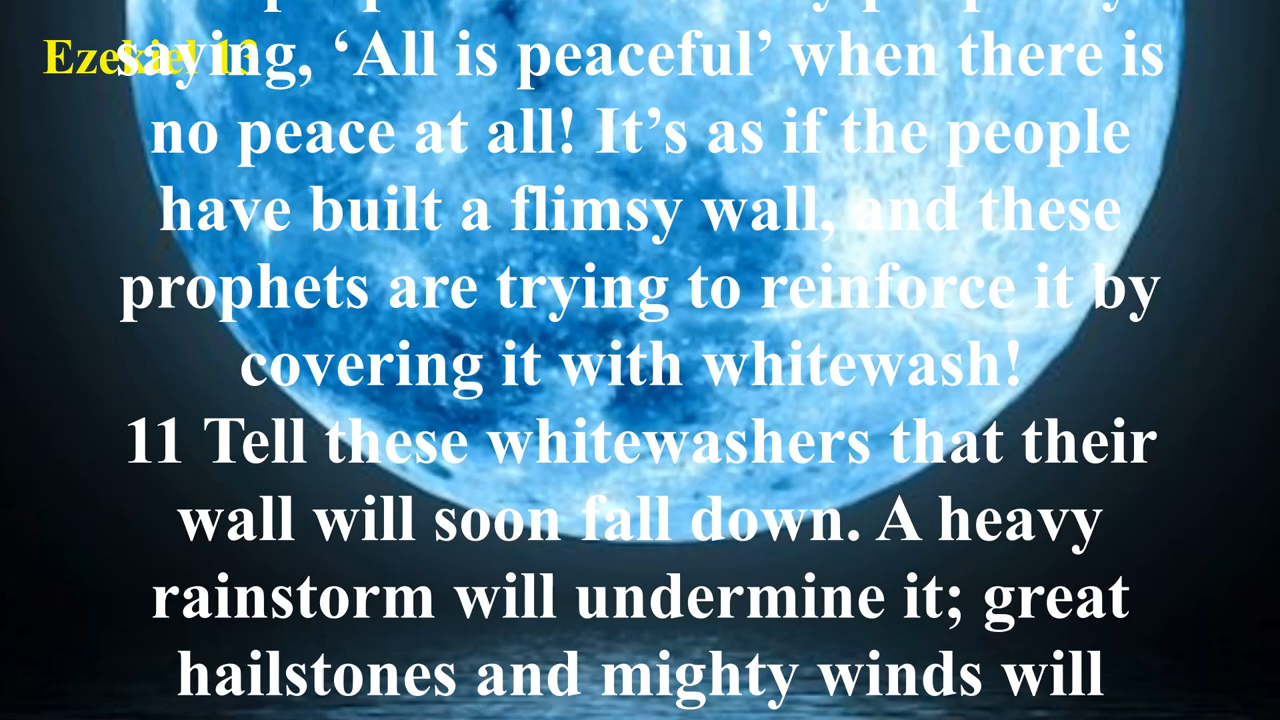 Ezekiel 13
saying, ‘All is peaceful’ when there is
no peace at all! It’s as if the people
have built a flimsy wall, and these
prophets are trying to reinforce it by
covering it with whitewash!
11 Tell these whitewashers that their
wall will soon fall down. A heavy
rainstorm will undermine it; great
hailstones and mighty winds will